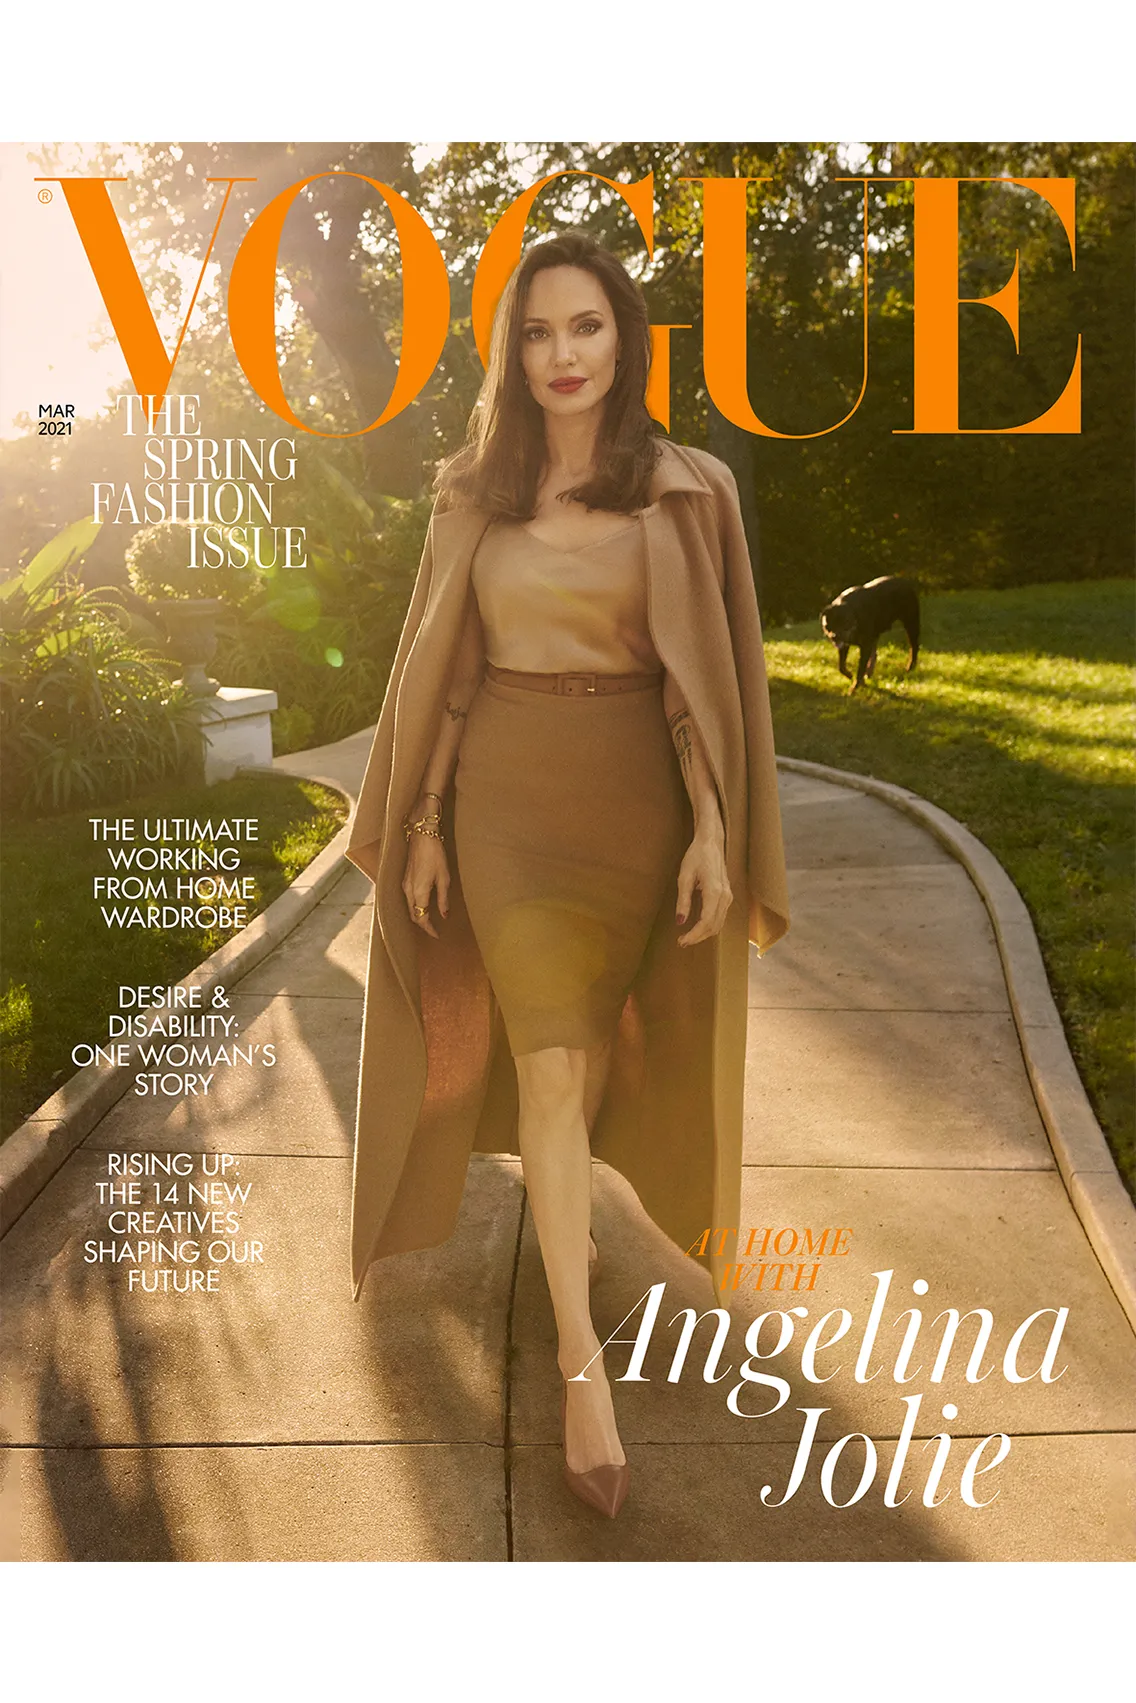 ®
VOGUE
MAR
2021
THE
SPRING
FASHION
ISSUE
THE ULTIMATE
WORKING
FROM HOME
WARDROBE
DESIRE &
DISABILITY:
ONE WOMAN'S
STORY
RISING UP:
THE 14 NEW
CREATIVES
SHAPING OUR
FUTURE
AT HOME
WITH
Angelina
Jolie